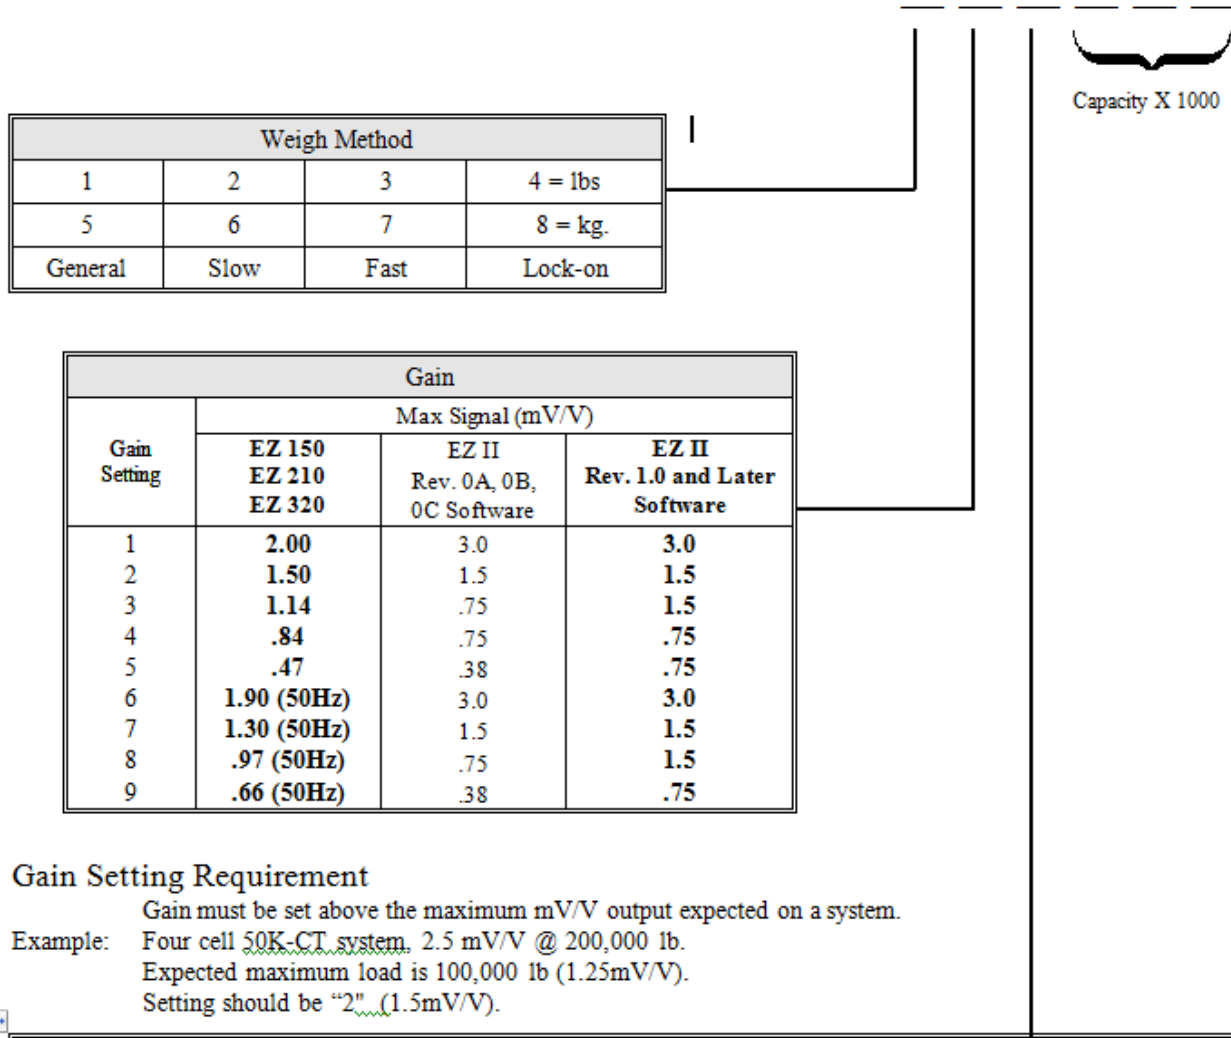 Capacity X 1000
Weigh Method
1 2 3 4 = lbs
5 6 7 8 = kg.
General Slow Fast Lock-on
Gain
Max Signal (mV/V)
Gain Setting
EZ 150
EZ 210
EZ 320
EZ II
Rev. 0A, 0B,
0C Software
EZ II
Rev. 1.0 and Later
Software
1 2.00 3.0 3.0
2 1.50 1.5 1.5
3 1.14 .75 1.5
4 .84 .75 .75
5 .47 .38 .75
6 1.90 (50Hz) 3.0 3.0
7 1.30 (50Hz) 1.5 1.5
8 .97 (50Hz) .75 1.5
9 .66 (50Hz) .38 .75
Gain Setting Requirement
Gain must be set above the maximum mV/V output expected on a system.
Example: Four cell 50K-CT system, 2.5 mV/V @ 200,000 lb.
Expected maximum load is 100,000 lb (1.25mV/V).
Setting should be “2" (1.5mV/V).